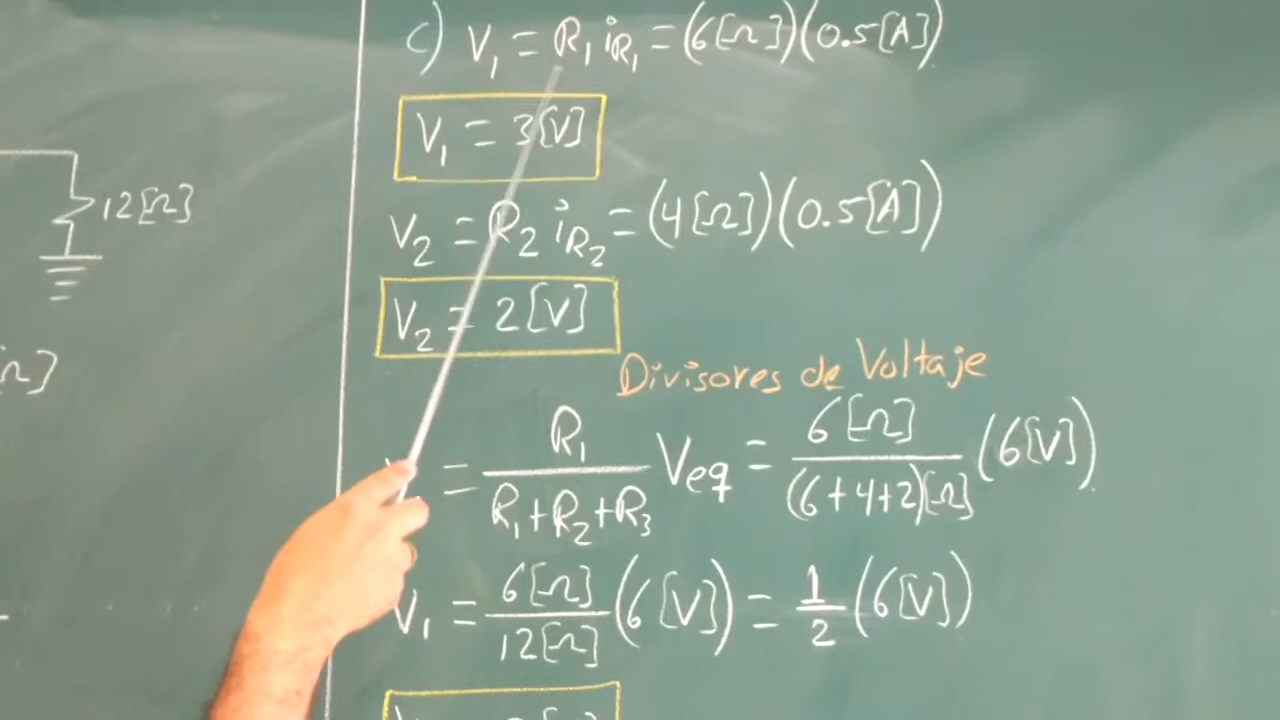 c) V₁ = R₁ i_R₁ = (6[Ω])(0.5[A])
V₁ = 3[V]
12[Ω]
V₂ = R₂ i_R₂ = (4[Ω])(0.5[A])
V₂ = 2[V]
Ω]
Divisores de Voltaje
= R₁ / (R₁+R₂+R₃) Veq = 6[Ω] / (6+4+2)[Ω] (6[V])
V₁ = 6[Ω] / 12[Ω] (6[V]) = 1/2 (6[V])